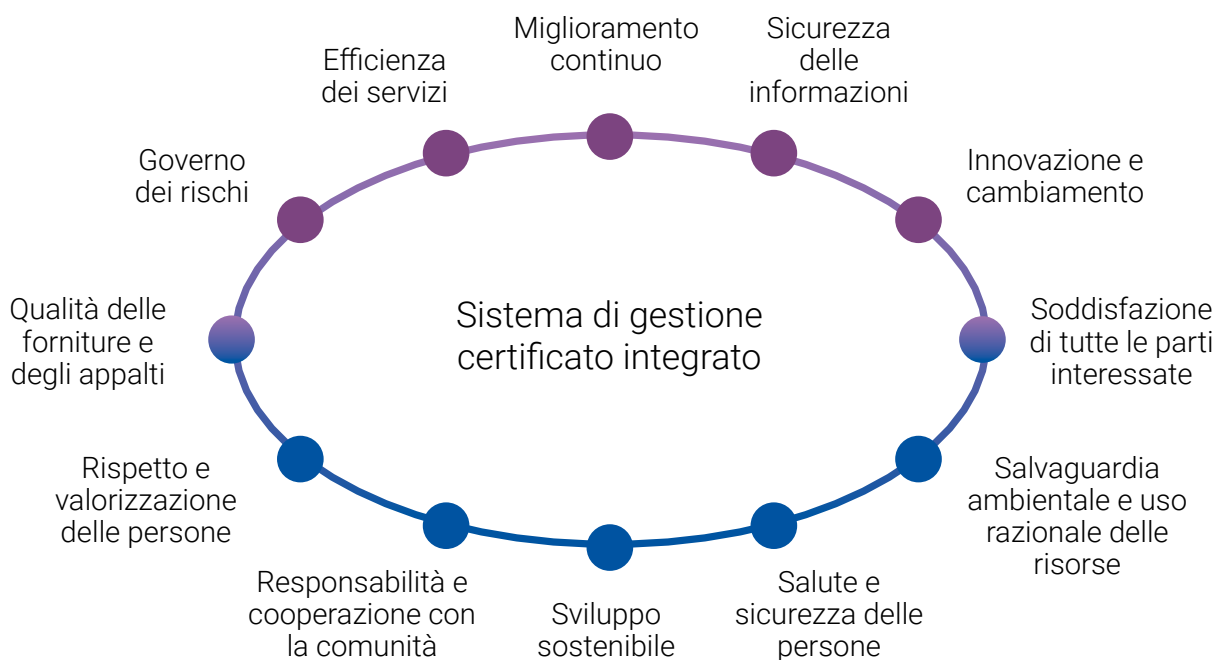 Miglioramento
continuo
Sicurezza
delle
informazioni
Innovazione e
cambiamento
Soddisfazione
di tutte le parti
interessate
Salvaguardia
ambientale e uso
razionale delle
risorse
Salute e
sicurezza delle
persone
Sviluppo
sostenibile
Responsabilità e
cooperazione con
la comunità
Rispetto e
valorizzazione
delle persone
Qualità delle
forniture e
degli appalti
Governo
dei rischi
Efficienza
dei servizi
Sistema di gestione
certificato integrato